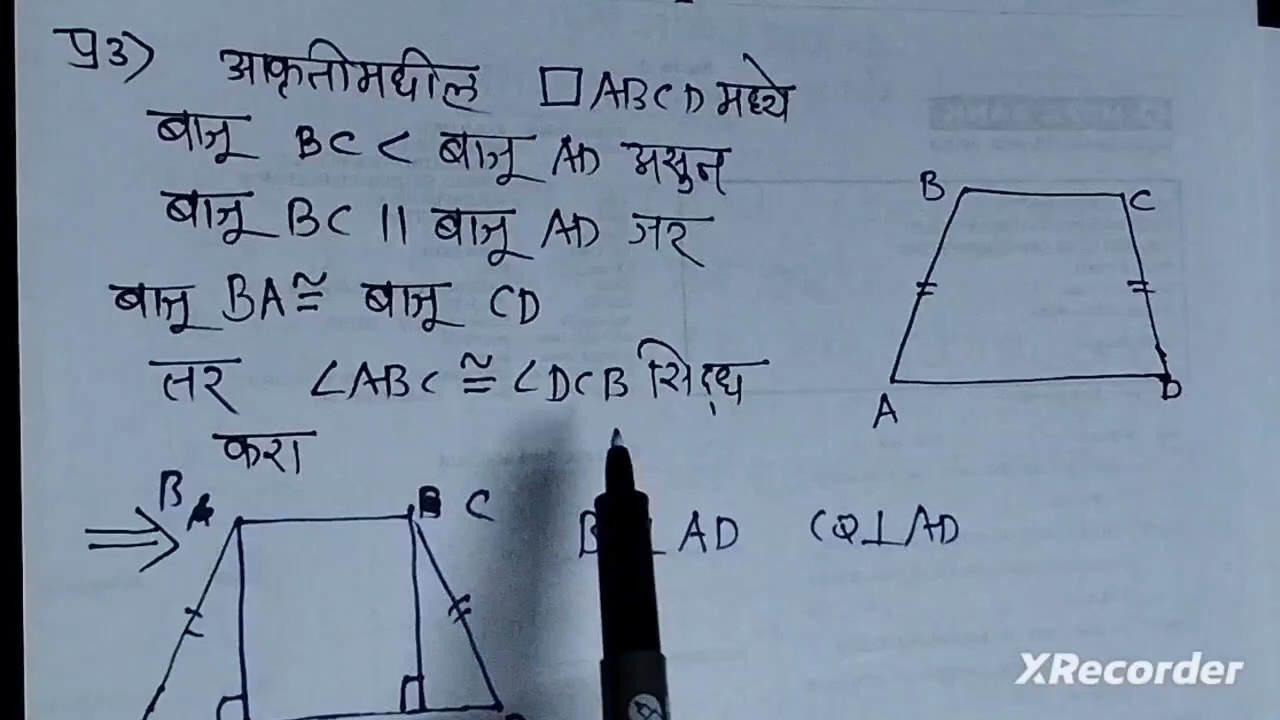 प्र3) आकृतीमधील □ABCD मध्ये
बाजू BC < बाजू AD असुन
बाजू BC || बाजू AD जर
बाजू BA ≅ बाजू CD
तर ∠ABC ≅ ∠DCB सिद्ध
करा
B C
A D
B C
AD CQ⊥AD
XRecorder